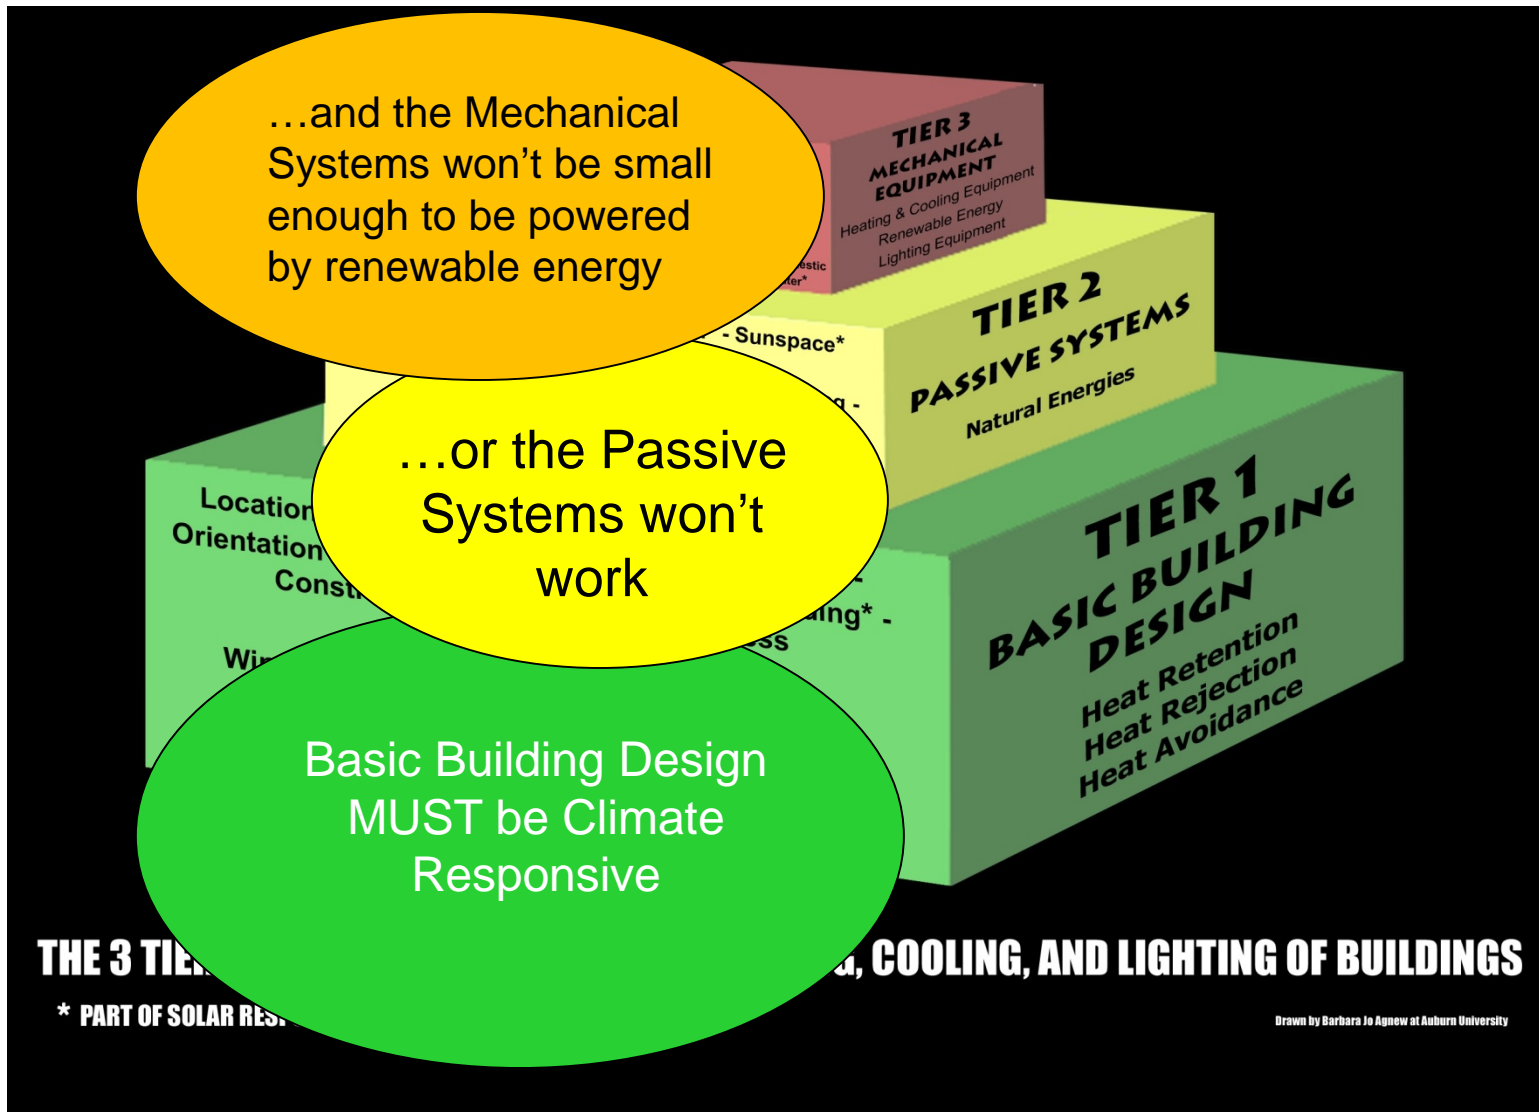 …and the Mechanical
Systems won’t be small
enough to be powered
by renewable energy
TIER 3
MECHANICAL
EQUIPMENT
Heating & Cooling Equipment
Renewable Energy
Lighting Equipment
- Sunspace*
TIER 2
PASSIVE SYSTEMS
Natural Energies
…or the Passive
Systems won’t
work
Location
Orientation
TIER 1
BASIC BUILDING
DESIGN
Heat Retention
Heat Rejection
Heat Avoidance
Basic Building Design
MUST be Climate
Responsive
THE 3 COOLING, AND LIGHTING OF BUILDINGS
* PART OF SOLAR
Drawn by Barbara Jo Agnew at Auburn University